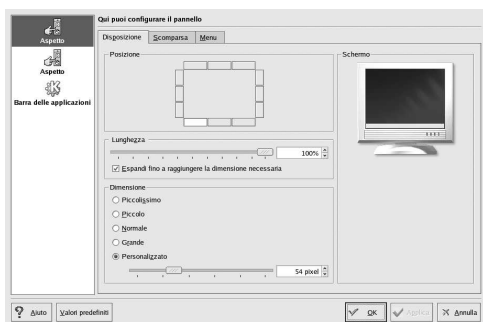 Aspetto
Aspetto
Barra delle applicazioni
Qui puoi configurare il pannello
Disposizione Scomparsa Menu
Posizione
Schermo
Lunghezza
100%
Espandi fino a raggiungere la dimensione necessaria
Dimensione
Piccolissimo
Piccolo
Normale
Grande
Personalizzato
54 pixel
Aiuto Valori predefiniti OK Applica Annulla